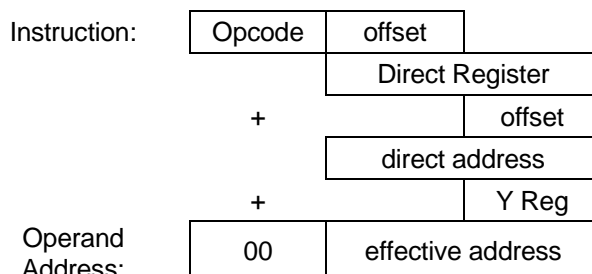 Instruction: Opcode offset
Direct Register
+ offset
direct address
+ Y Reg
Operand
Address: 00 effective address